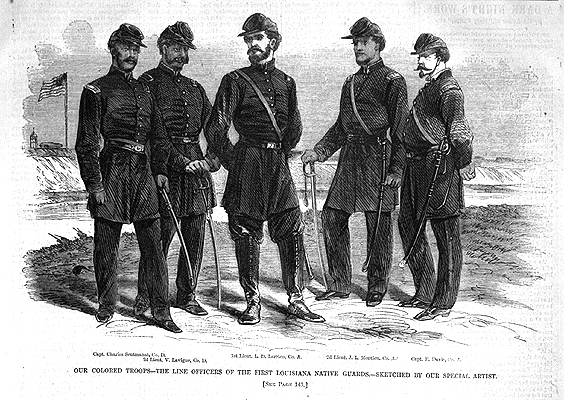 Capt. Charles Sentmanat, Co. D.
2d Lieut. V. Lavigne, Co. D.
1st Lieut. L. D. Larrieu, Co. A.
2d Lieut. J. L. Montieu, Co. A.
Capt. E. Davis, Co. A.
OUR COLORED TROOPS—THE LINE OFFICERS OF THE FIRST LOUISIANA NATIVE GUARDS.—SKETCHED BY OUR SPECIAL ARTIST.
[SEE PAGE 143.]